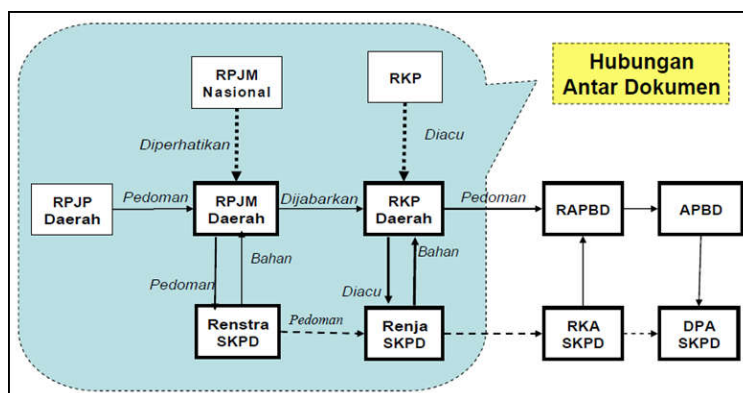 Hubungan
Antar Dokumen
RPJM
Nasional
RKP
Diperhatikan
Diacu
RPJP
Daerah
Pedoman
RPJM
Daerah
Dijabarkan
RKP
Daerah
Pedoman
RAPBD
APBD
Pedoman
Bahan
Diacu
Bahan
Renstra
SKPD
Pedoman
Renja
SKPD
RKA
SKPD
DPA
SKPD